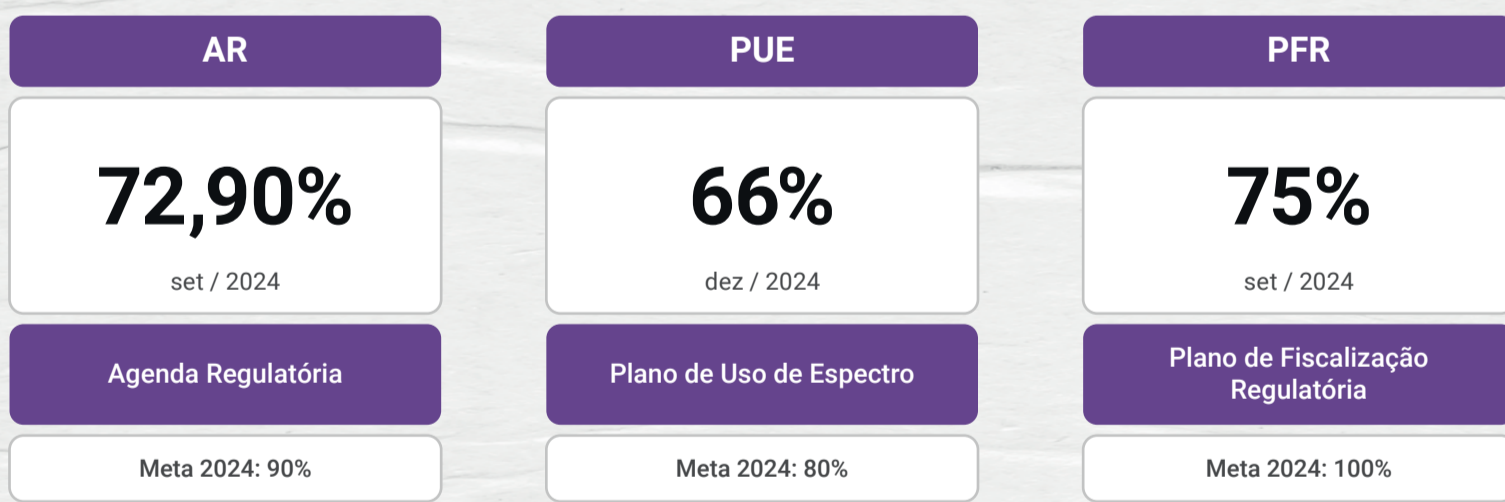 AR
72,90%
set / 2024
Agenda Regulatória
Meta 2024: 90%
PUE
66%
dez / 2024
Plano de Uso de Espectro
Meta 2024: 80%
PFR
75%
set / 2024
Plano de Fiscalização
Regulatória
Meta 2024: 100%